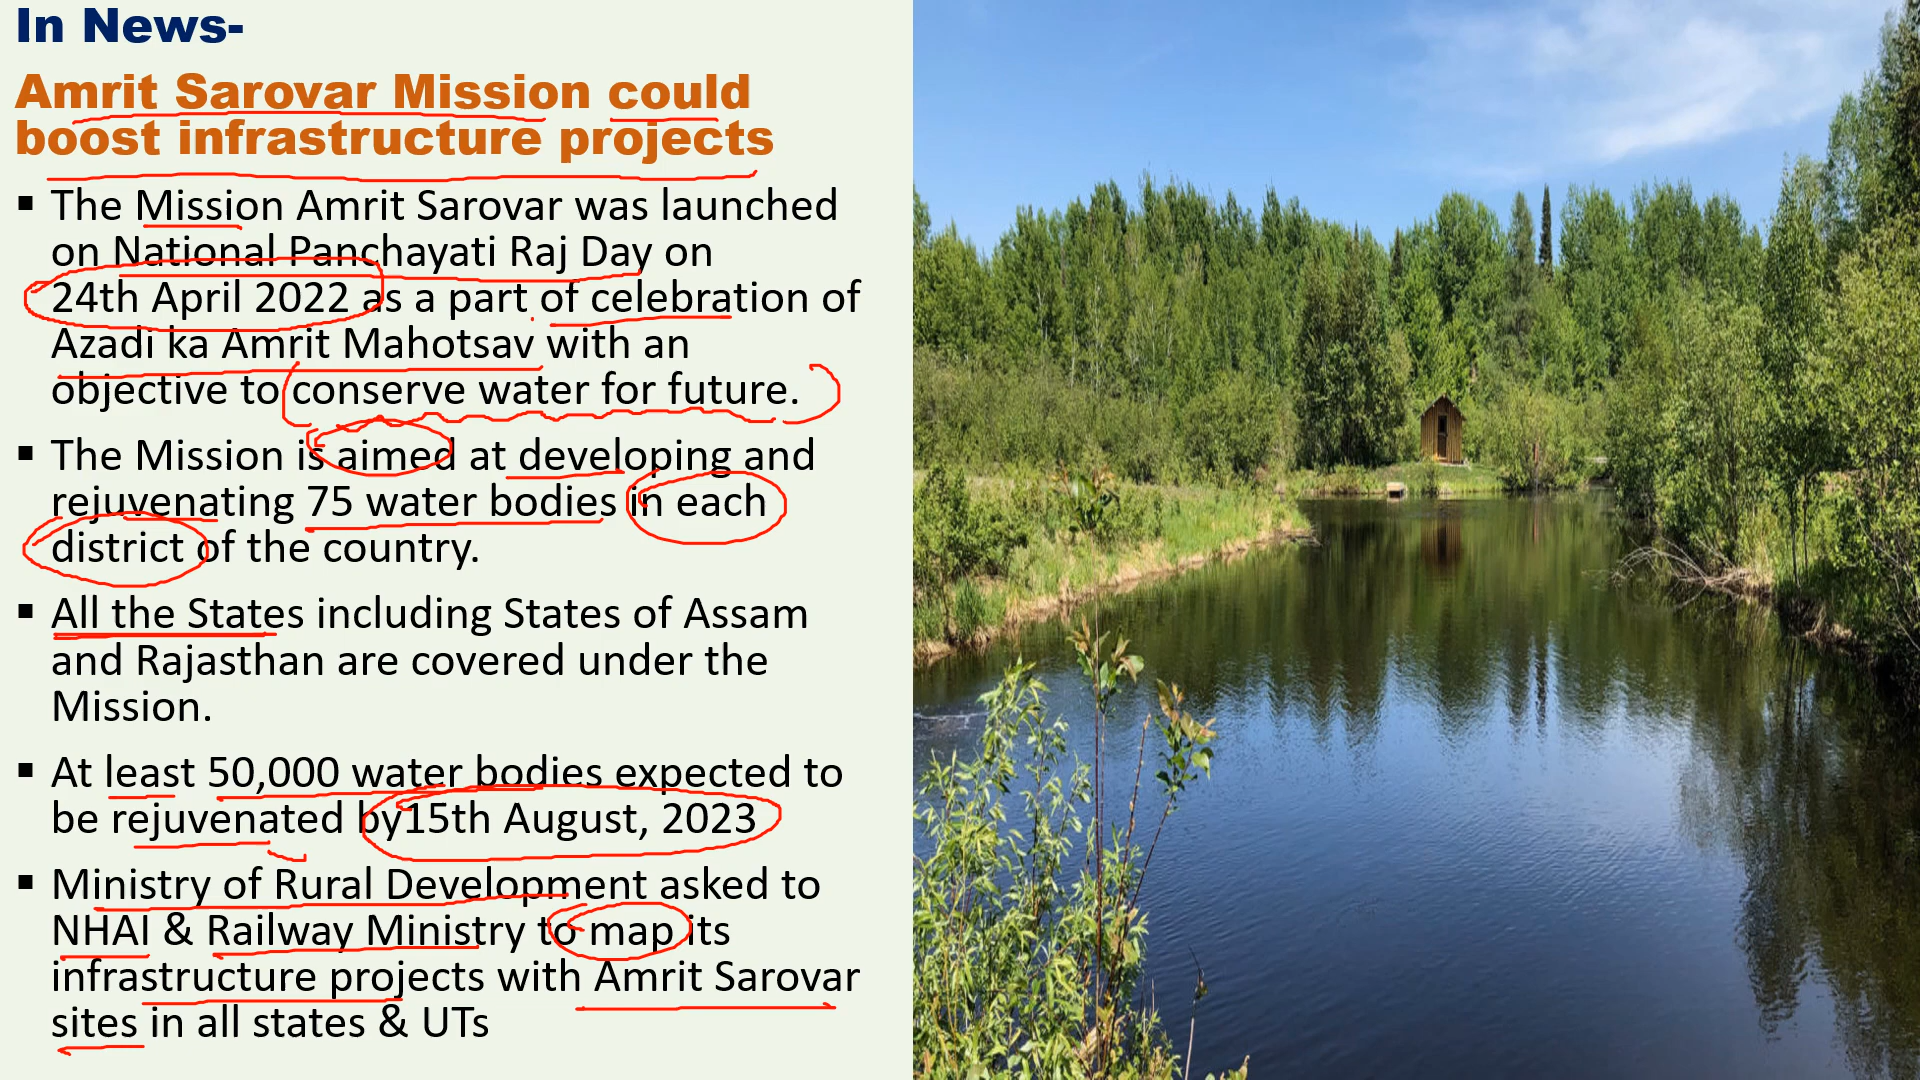 In News-
Amrit Sarovar Mission could
boost infrastructure projects
▪ The Mission Amrit Sarovar was launched
on National Panchayati Raj Day on
24th April 2022 as a part of celebration of
Azadi ka Amrit Mahotsav with an
objective to conserve water for future.
▪ The Mission is aimed at developing and
rejuvenating 75 water bodies in each
district of the country.
▪ All the States including States of Assam
and Rajasthan are covered under the
Mission.
▪ At least 50,000 water bodies expected to
be rejuvenated by15th August, 2023
▪ Ministry of Rural Development asked to
NHAI & Railway Ministry to map its
infrastructure projects with Amrit Sarovar
sites in all states & UTs